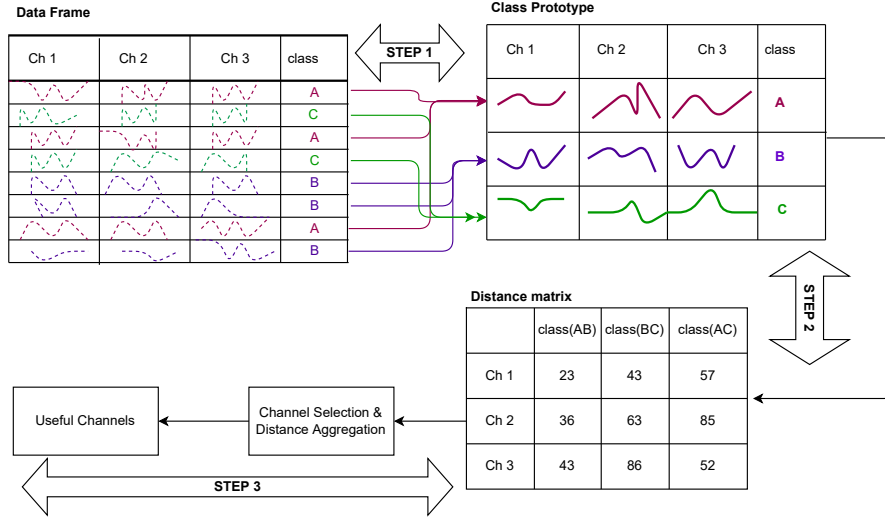 Data Frame
Ch 1 Ch 2 Ch 3 class
A
C
A
C
B
B
A
B
STEP 1
Class Prototype
Ch 1 Ch 2 Ch 3 class
A
B
C
STEP 2
Distance matrix
class(AB) class(BC) class(AC)
Ch 1 23 43 57
Ch 2 36 63 85
Ch 3 43 86 52
Channel Selection &
Distance Aggregation
Useful Channels
STEP 3